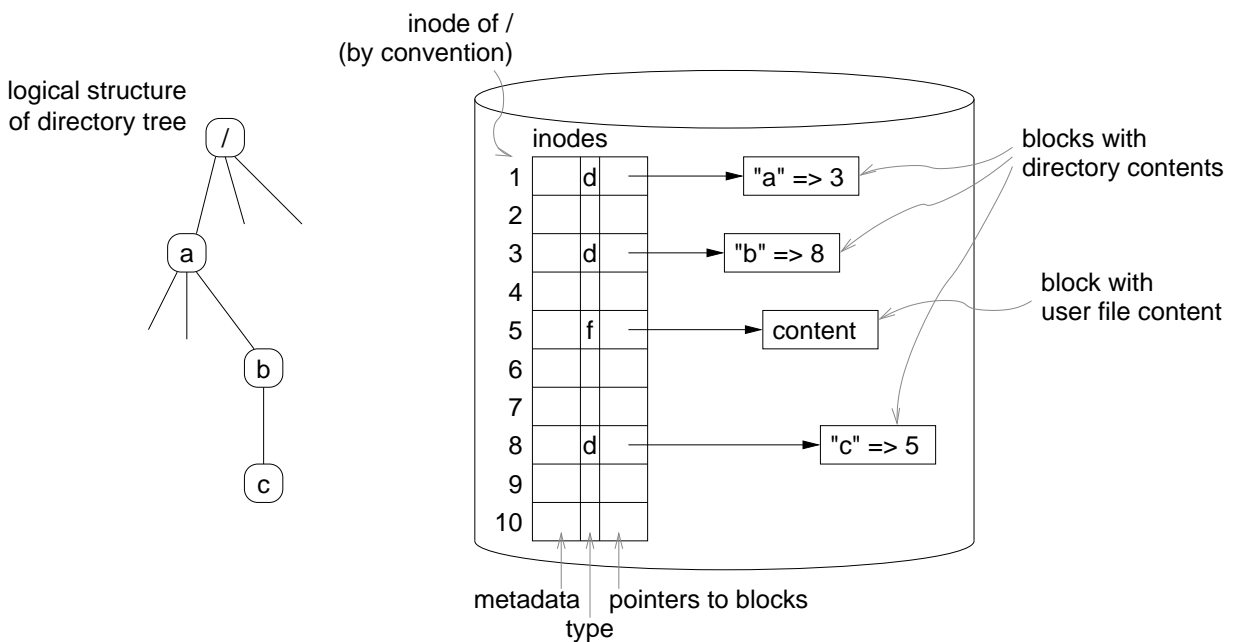 inode of /
(by convention)
logical structure
of directory tree
/
a
b
c
inodes
1 d "a" => 3
2
3 d "b" => 8
4
5 f content
6
7
8 d "c" => 5
9
10
blocks with
directory contents
block with
user file content
metadata
type
pointers to blocks